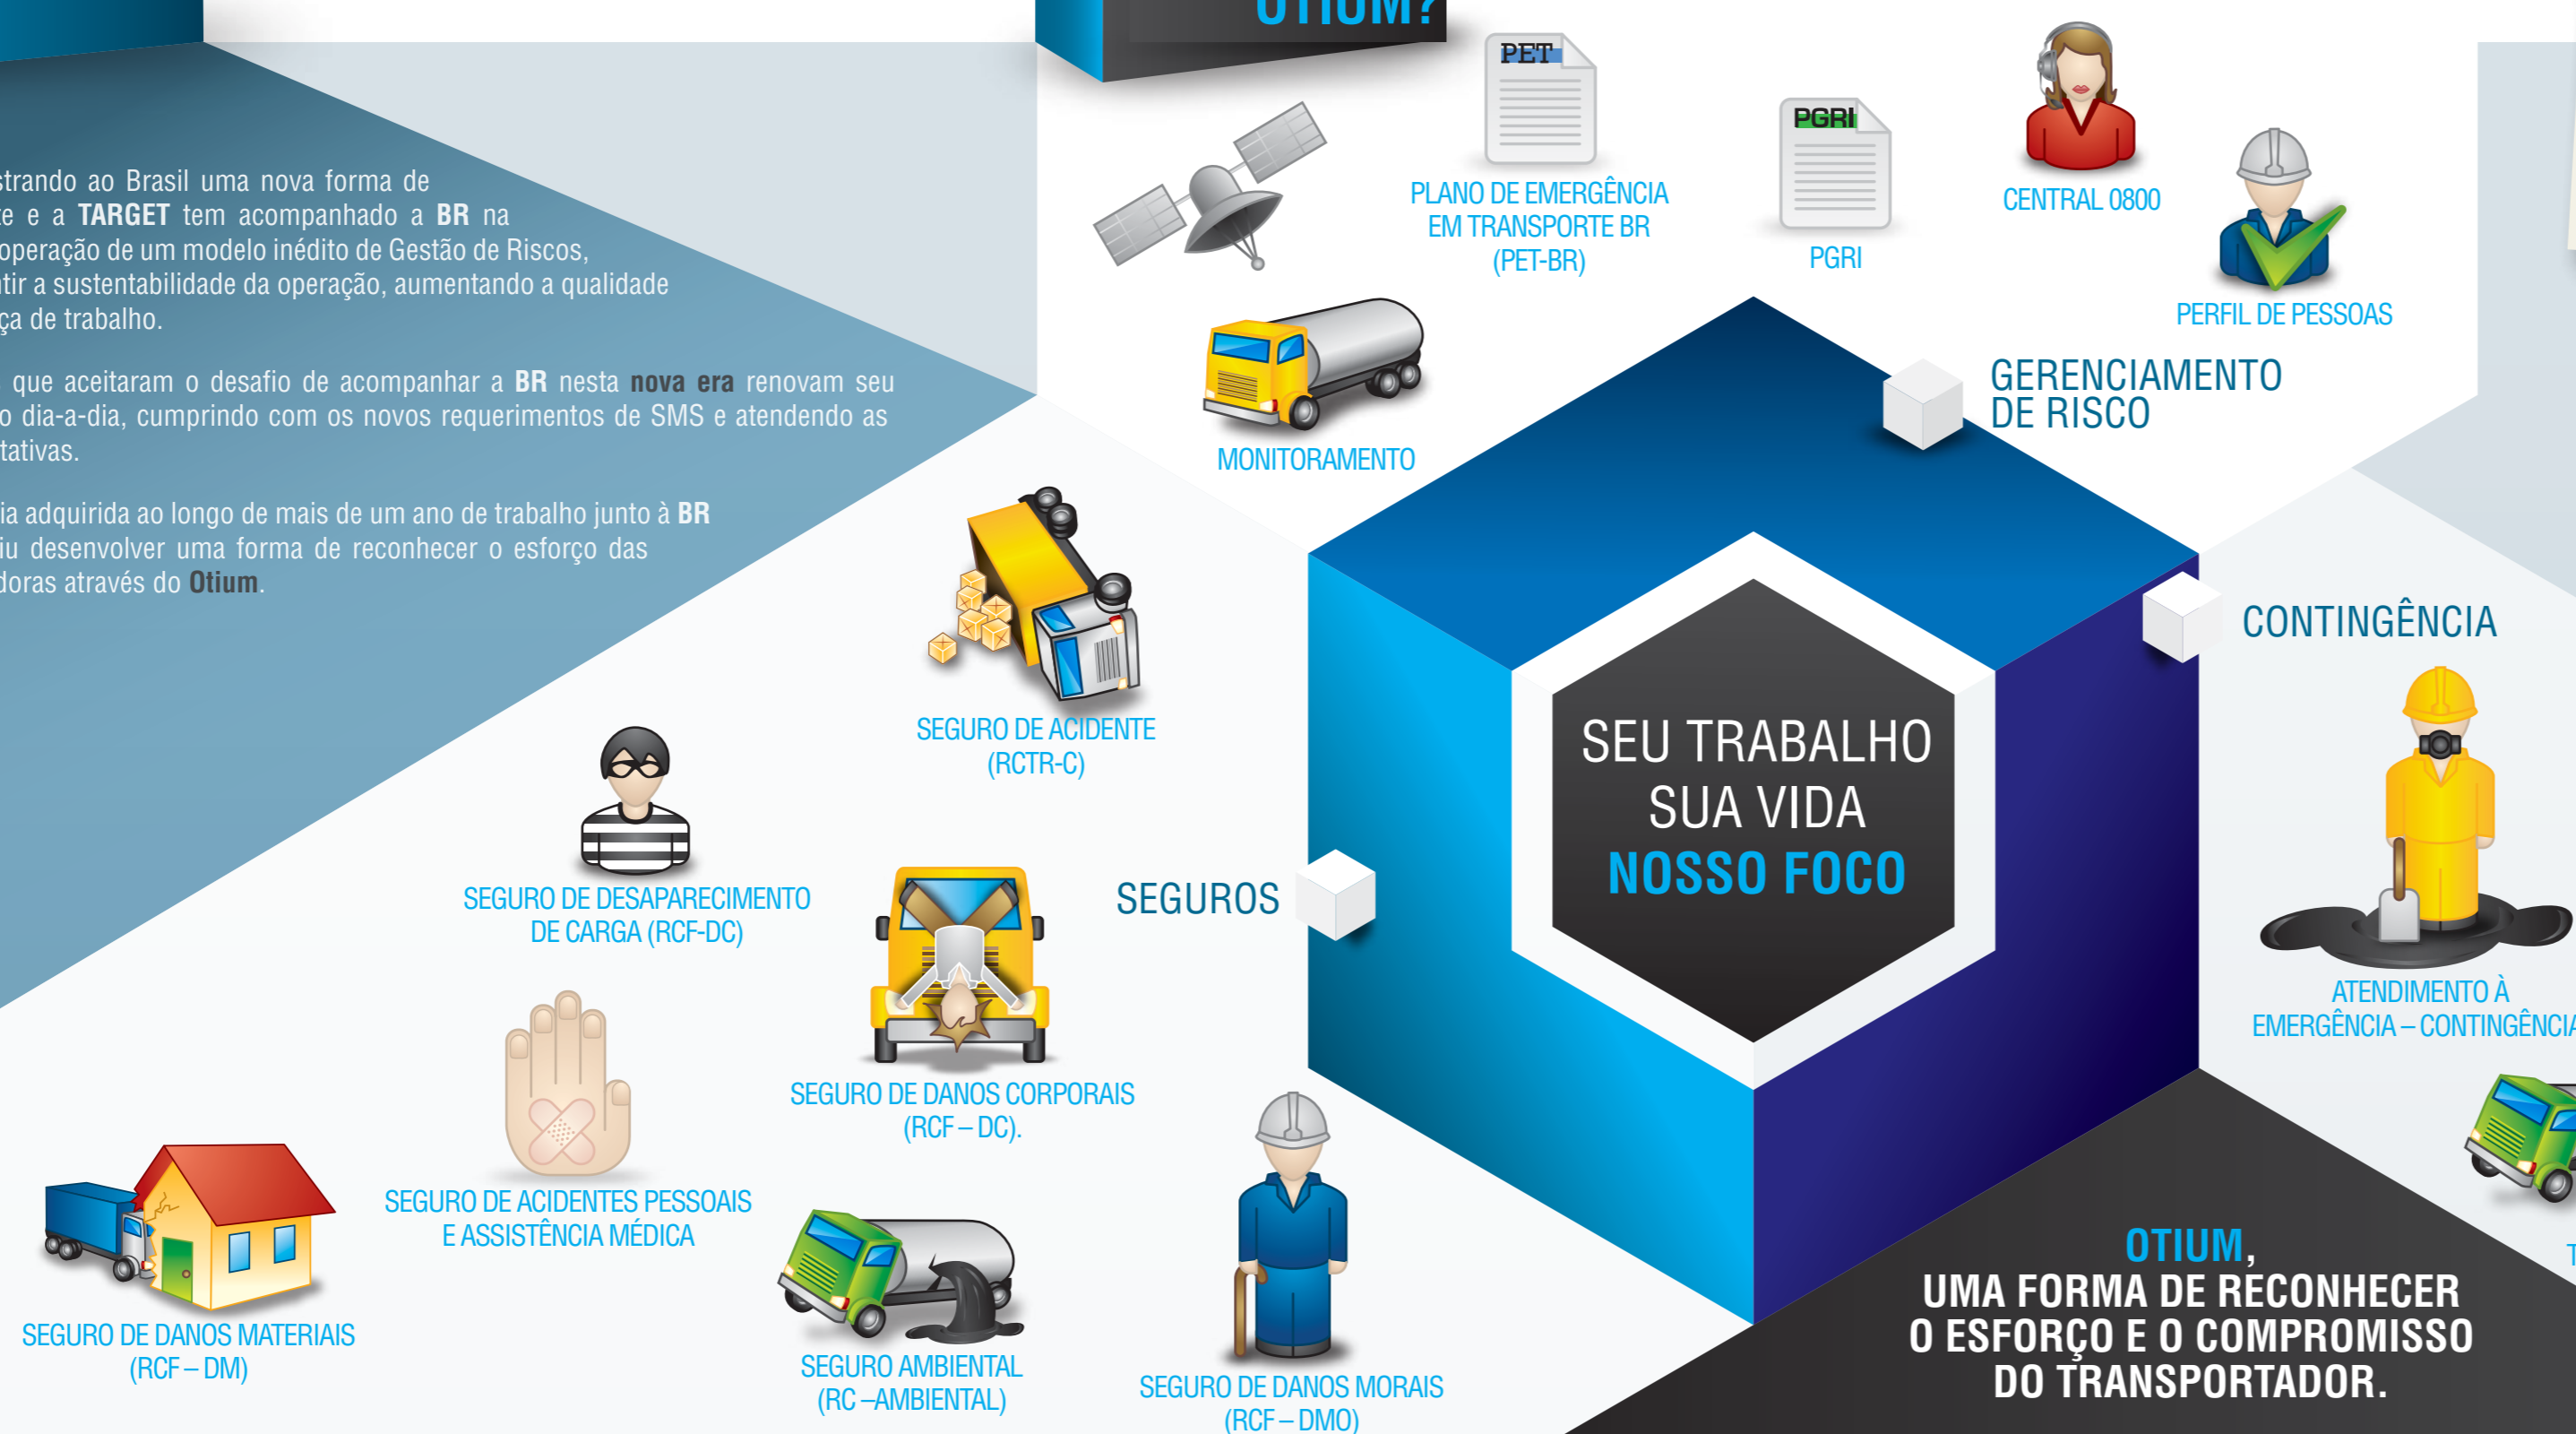 OTIUM?
strando ao Brasil uma nova forma de
te e a TARGET tem acompanhado a BR na
operação de um modelo inédito de Gestão de Riscos,
ntir a sustentabilidade da operação, aumentando a qualidade
ça de trabalho.
que aceitaram o desafio de acompanhar a BR nesta nova era renovam seu
o dia-a-dia, cumprindo com os novos requerimentos de SMS e atendendo as
tativas.
ia adquirida ao longo de mais de um ano de trabalho junto à BR
iu desenvolver uma forma de reconhecer o esforço das
doras através do Otium.
PET
PLANO DE EMERGÊNCIA
EM TRANSPORTE BR
(PET-BR)
PGRI
PGRI
CENTRAL 0800
PERFIL DE PESSOAS
MONITORAMENTO
GERENCIAMENTO
DE RISCO
CONTINGÊNCIA
SEGURO DE ACIDENTE
(RCTR-C)
SEGURO DE DESAPARECIMENTO
DE CARGA (RCF-DC)
SEGUROS
SEU TRABALHO
SUA VIDA
NOSSO FOCO
ATENDIMENTO À
EMERGÊNCIA – CONTINGÊNCIA
SEGURO DE DANOS CORPORAIS
(RCF – DC).
SEGURO DE ACIDENTES PESSOAIS
E ASSISTÊNCIA MÉDICA
SEGURO DE DANOS MATERIAIS
(RCF – DM)
SEGURO AMBIENTAL
(RC –AMBIENTAL)
SEGURO DE DANOS MORAIS
(RCF – DMO)
OTIUM,
UMA FORMA DE RECONHECER
O ESFORÇO E O COMPROMISSO
DO TRANSPORTADOR.